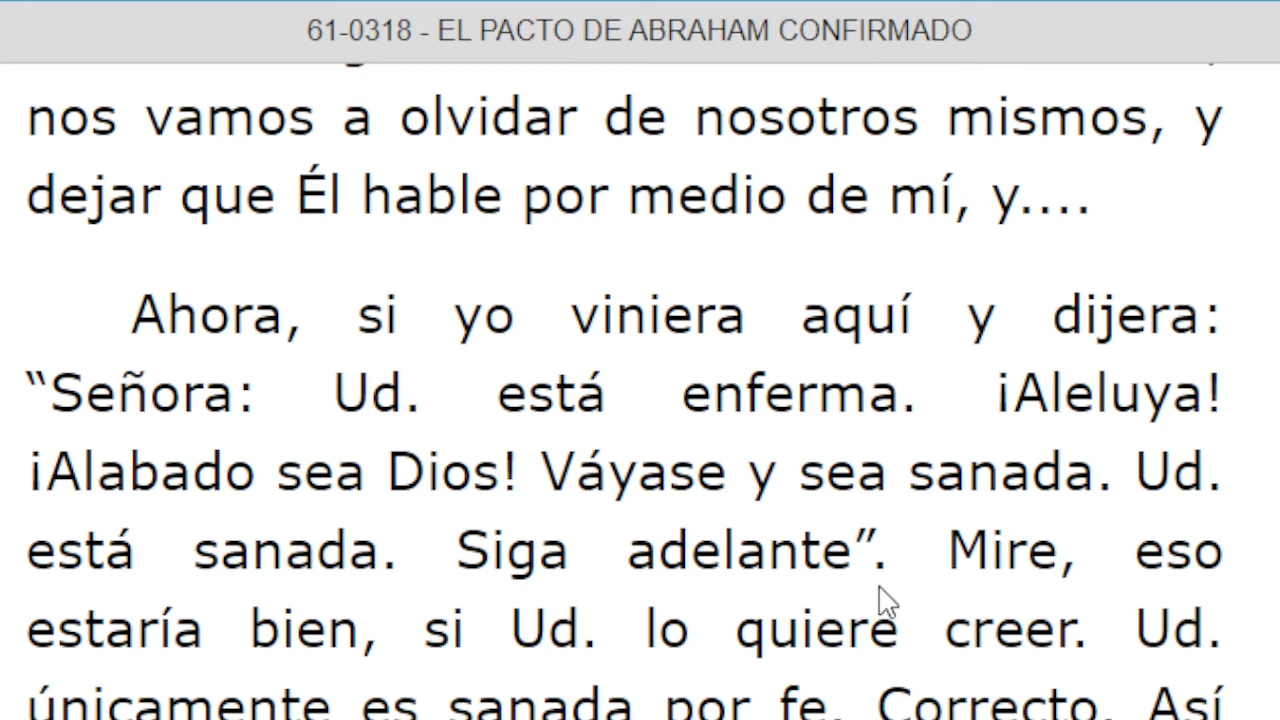 61-0318 - EL PACTO DE ABRAHAM CONFIRMADO
nos vamos a olvidar de nosotros mismos, y
dejar que Él hable por medio de mí, y....
Ahora, si yo viniera aquí y dijera:
“Señora: Ud. está enferma. ¡Aleluya!
¡Alabado sea Dios! Váyase y sea sanada. Ud.
está sanada. Siga adelante”. Mire, eso
estaría bien, si Ud. lo quiere creer. Ud.
únicamente es sanada por fe. Correcto. Así